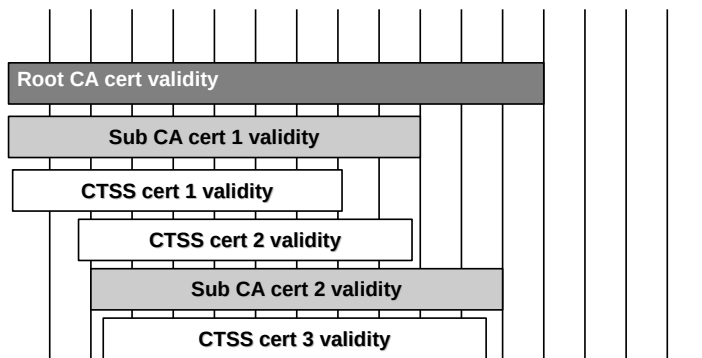 Root CA cert validity
Sub CA cert 1 validity
CTSS cert 1 validity
CTSS cert 2 validity
Sub CA cert 2 validity
CTSS cert 3 validity